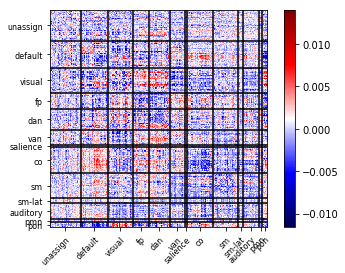 unassign
default
visual
fp
dan
van
salience
co
sm
sm-lat
auditory
pmn
pon
unassign
default
visual
fp
dan
van
salience
co
sm
sm-lat
auditory
0.010
0.005
0.000
−0.005
−0.010